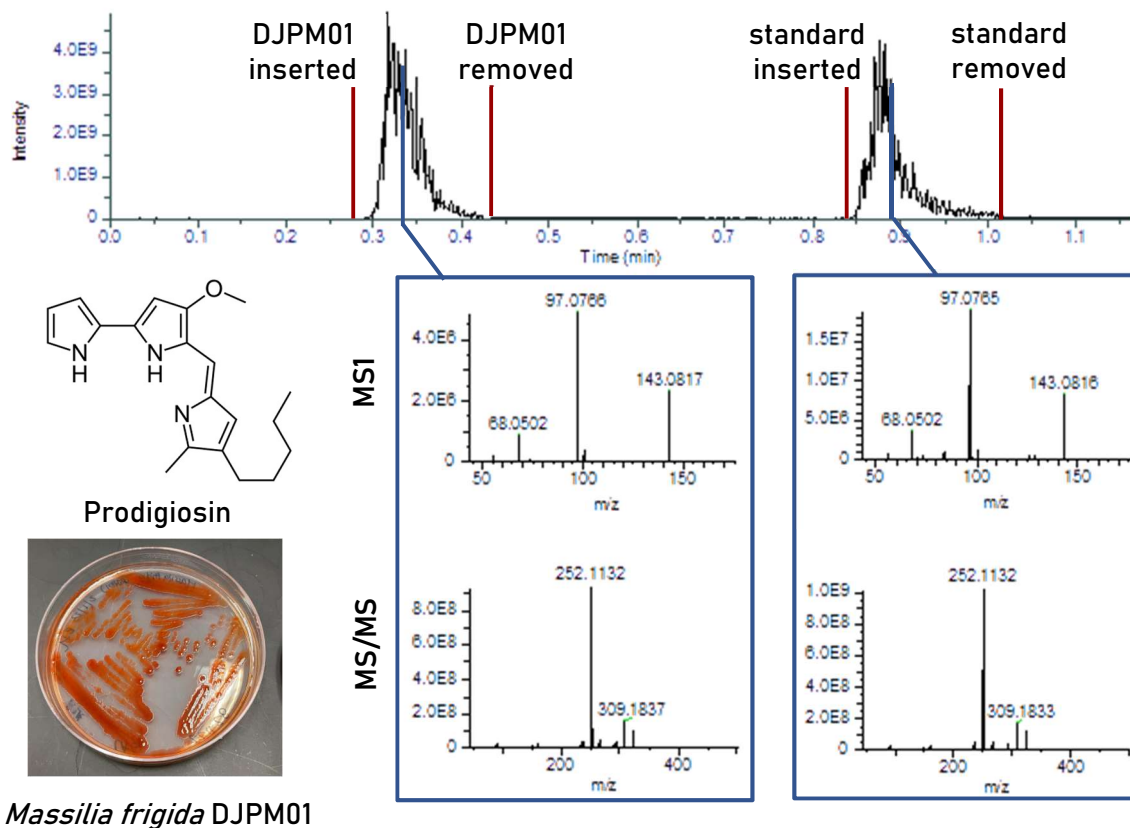 DJPM01 inserted
DJPM01 removed
standard inserted
standard removed
Intensity
4.0E9
3.0E9
2.0E9
1.0E9
0
0.0 0.1 0.2 0.3 0.4 0.5 0.6 0.7 0.8 0.9 1.0 1.1
Time (min)
O
N
H
N
H
N
Prodigiosin
MS1
4.0E6
2.0E6
0
97.0766
143.0817
68.0502
50 100 150
m/z
1.5E7
1.0E7
5.0E6
0
97.0765
143.0816
68.0502
50 100 150
m/z
MS/MS
8.0E8
6.0E8
4.0E8
2.0E8
0
252.1132
309.1837
200 400
m/z
1.0E9
8.0E8
6.0E8
4.0E8
2.0E8
0
252.1132
309.1833
200 400
m/z
Massilia frigida DJPM01